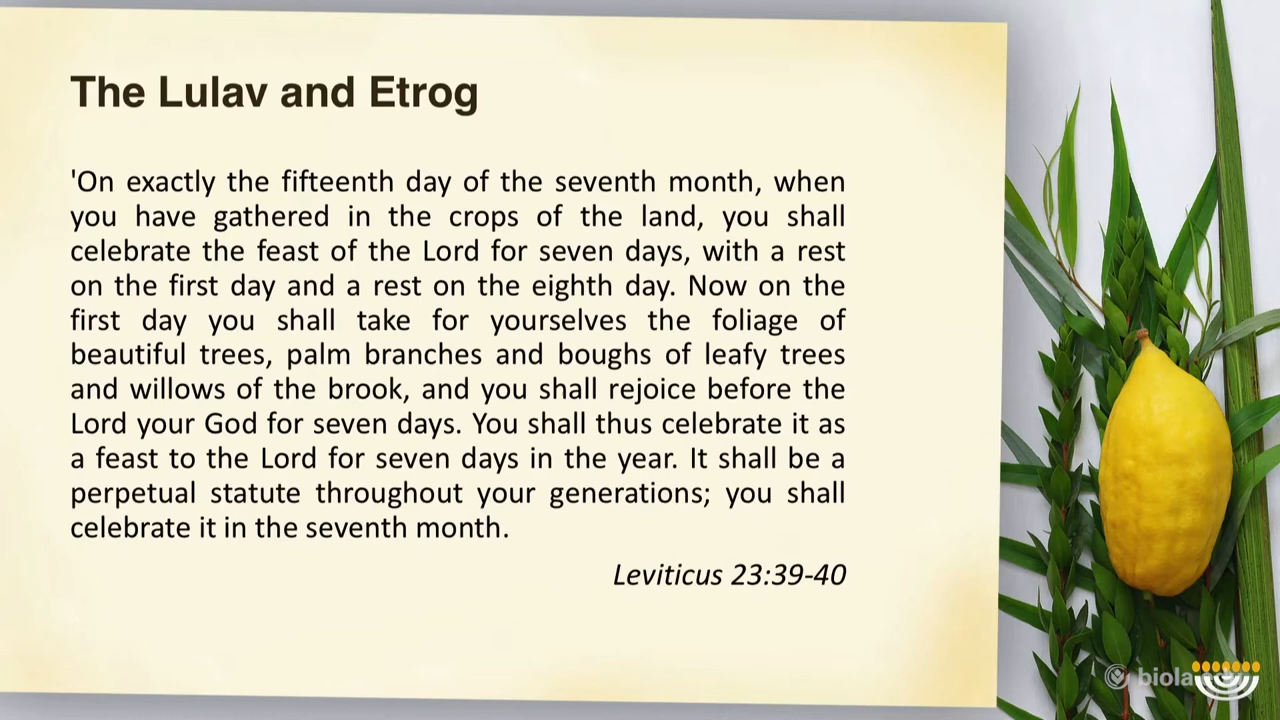 The Lulav and Etrog
'On exactly the fifteenth day of the seventh month, when
you have gathered in the crops of the land, you shall
celebrate the feast of the Lord for seven days, with a rest
on the first day and a rest on the eighth day. Now on the
first day you shall take for yourselves the foliage of
beautiful trees, palm branches and boughs of leafy trees
and willows of the brook, and you shall rejoice before the
Lord your God for seven days. You shall thus celebrate it as
a feast to the Lord for seven days in the year. It shall be a
perpetual statute throughout your generations; you shall
celebrate it in the seventh month.
Leviticus 23:39-40